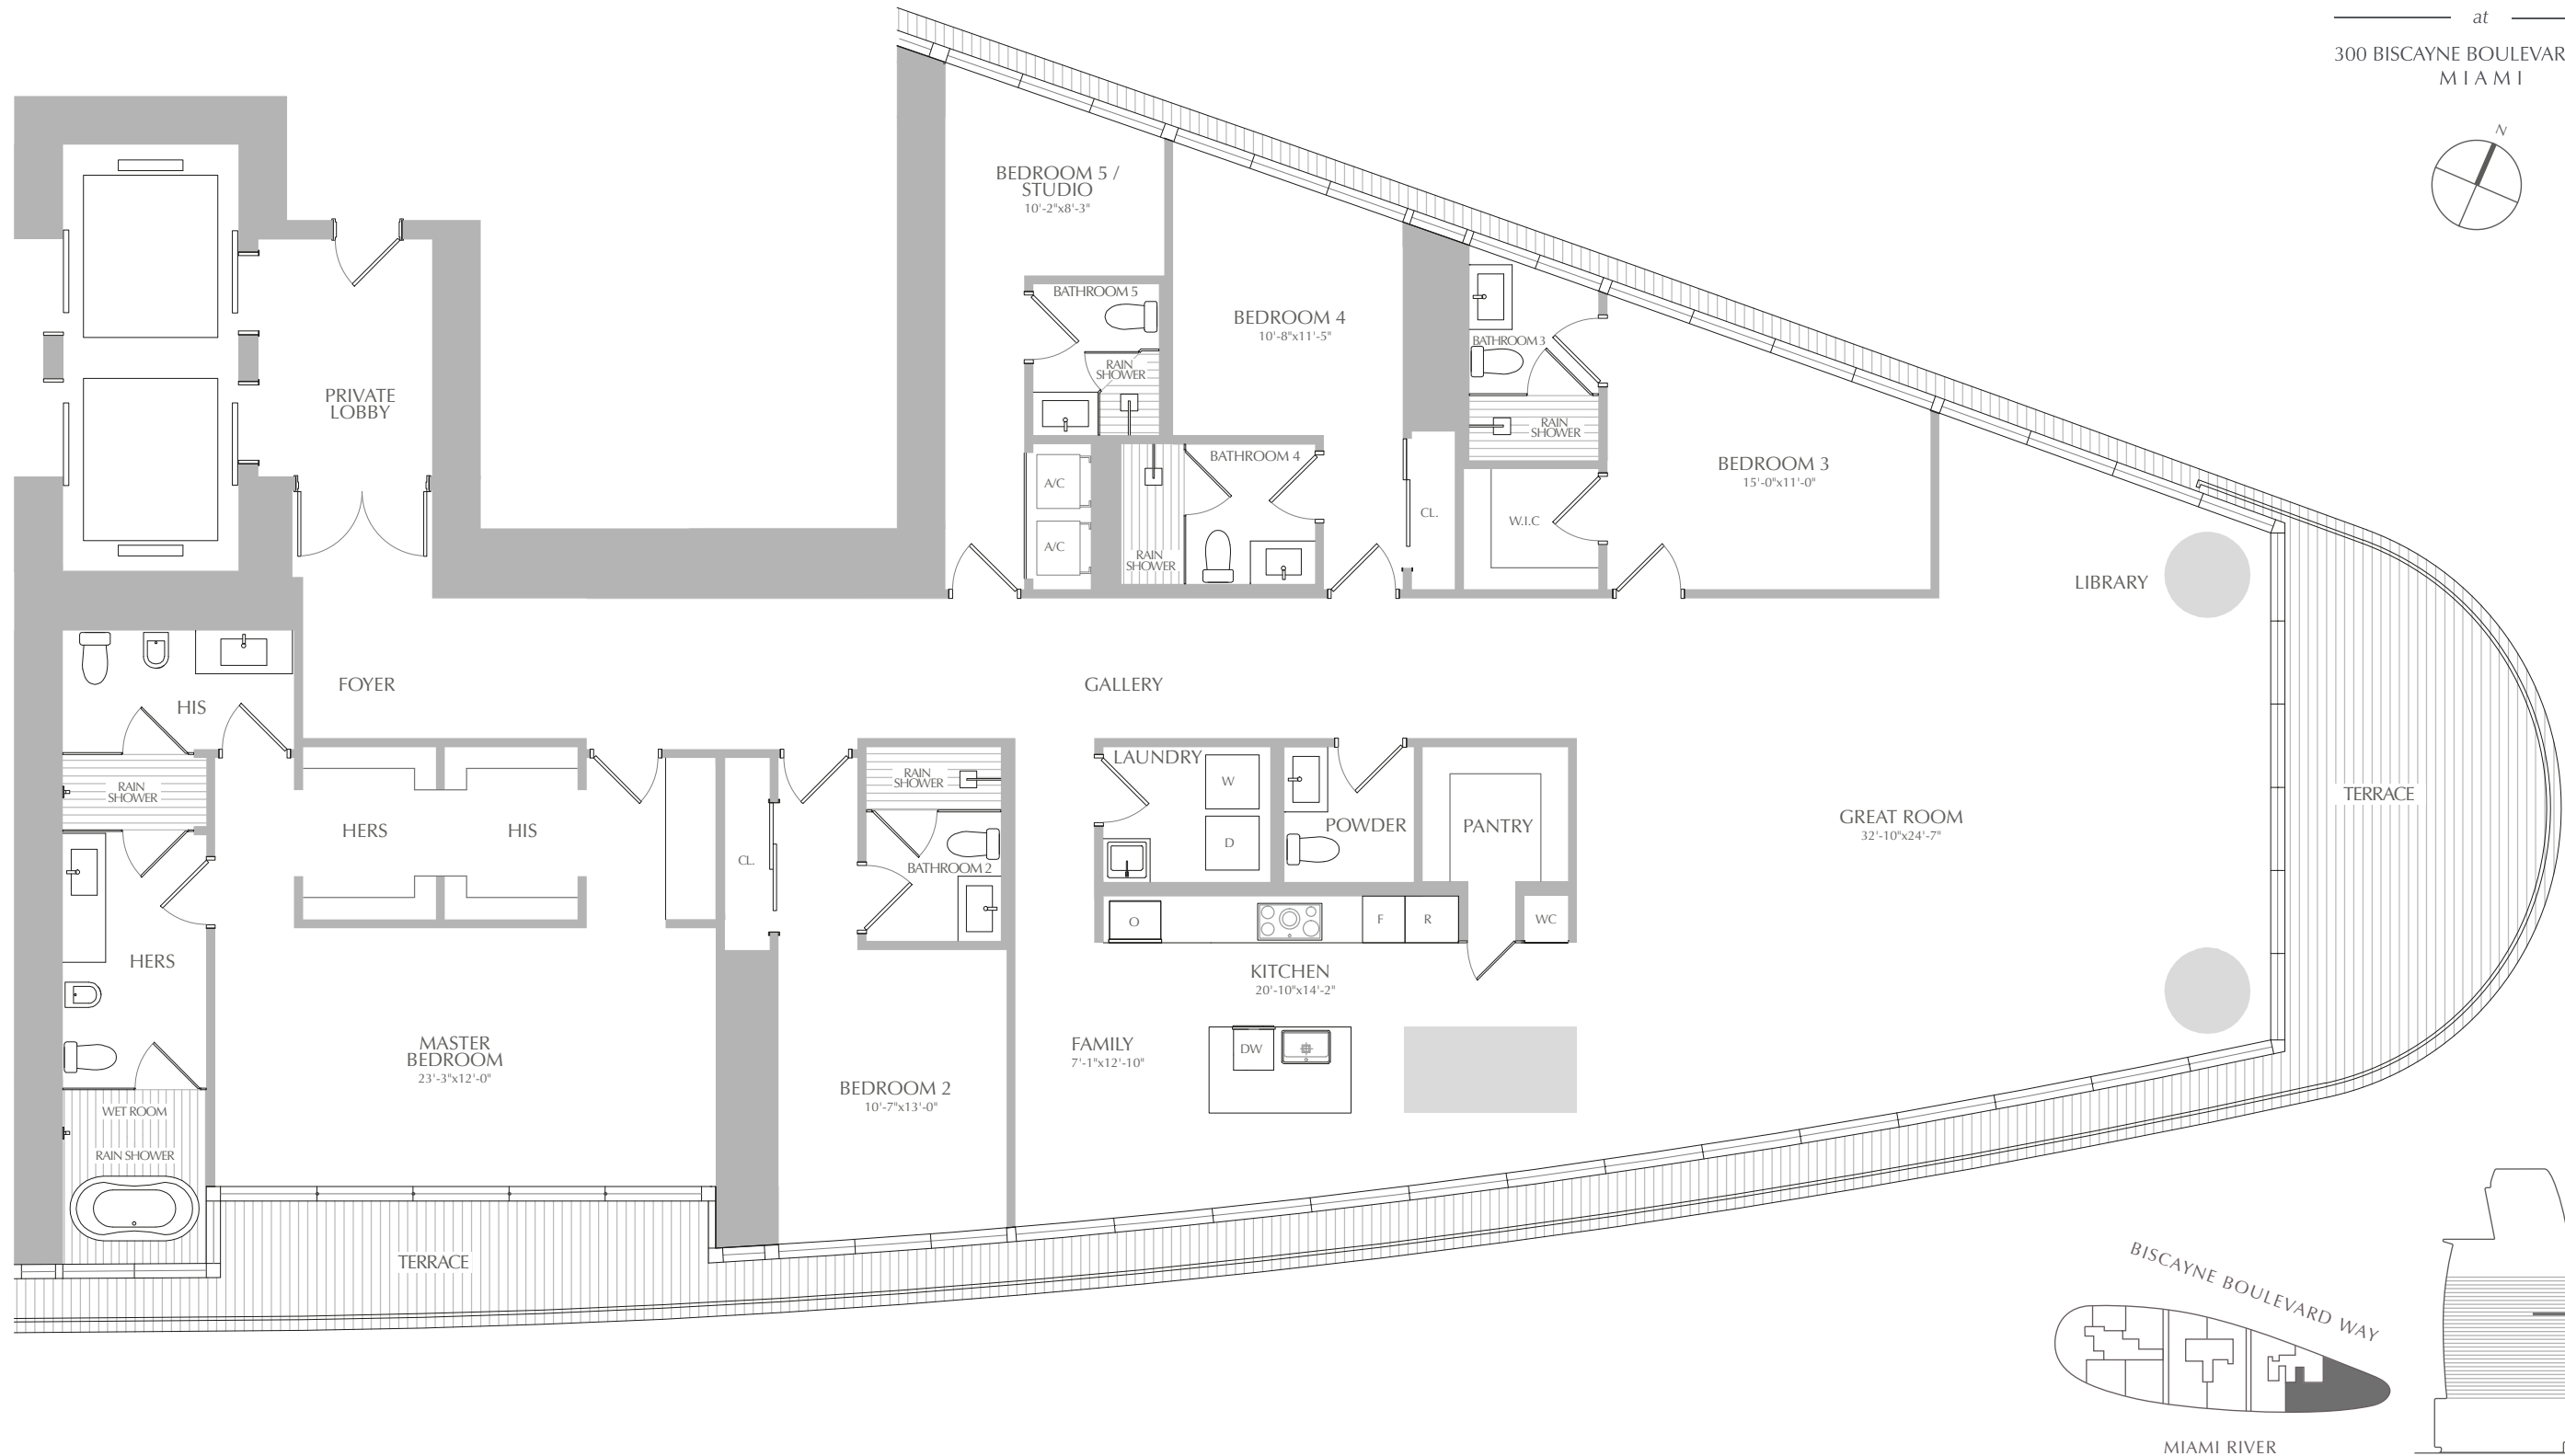 at
300 BISCAYNE BOULEVAR
MIAMI
N
BEDROOM 5 /
STUDIO
10'-2"x8'-3"
BATHROOM 5
RAIN
SHOWER
BEDROOM 4
10'-8"x11'-5"
BATHROOM 3
RAIN
SHOWER
PRIVATE
LOBBY
A/C
A/C
BATHROOM 4
RAIN
SHOWER
CL.
W.I.C
BEDROOM 3
15'-0"x11'-0"
LIBRARY
FOYER
GALLERY
HIS
RAIN
SHOWER
HERS
HIS
CL.
RAIN
SHOWER
BATHROOM 2
LAUNDRY
W
D
POWDER
PANTRY
GREAT ROOM
32'-10"x24'-7"
TERRACE
O
F
R
WC
HERS
KITCHEN
20'-10"x14'-2"
MASTER
BEDROOM
23'-3"x12'-0"
FAMILY
7'-1"x12'-10"
DW
BEDROOM 2
10'-7"x13'-0"
WET ROOM
RAIN SHOWER
TERRACE
BISCAYNE BOULEVARD WAY
MIAMI RIVER